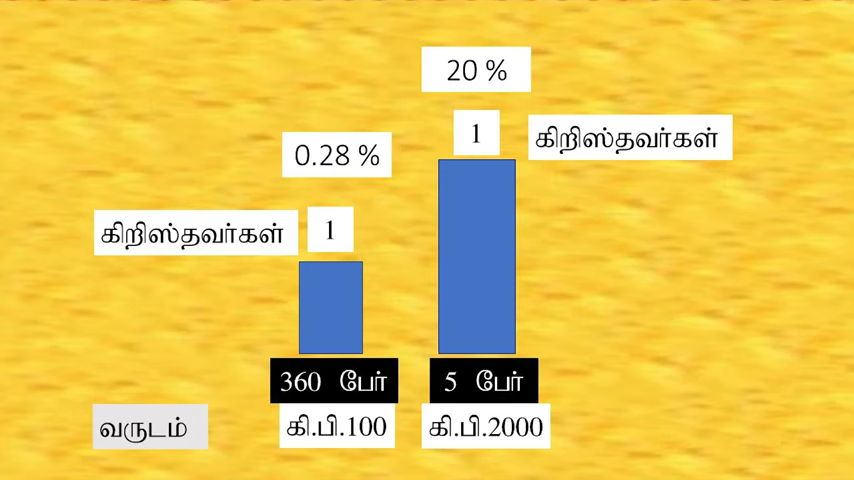 20 %
1 கிறிஸ்தவர்கள்
0.28 %
கிறிஸ்தவர்கள் 1
360 பேர் 5 பேர்
வருடம் கி.பி.100 கி.பி.2000